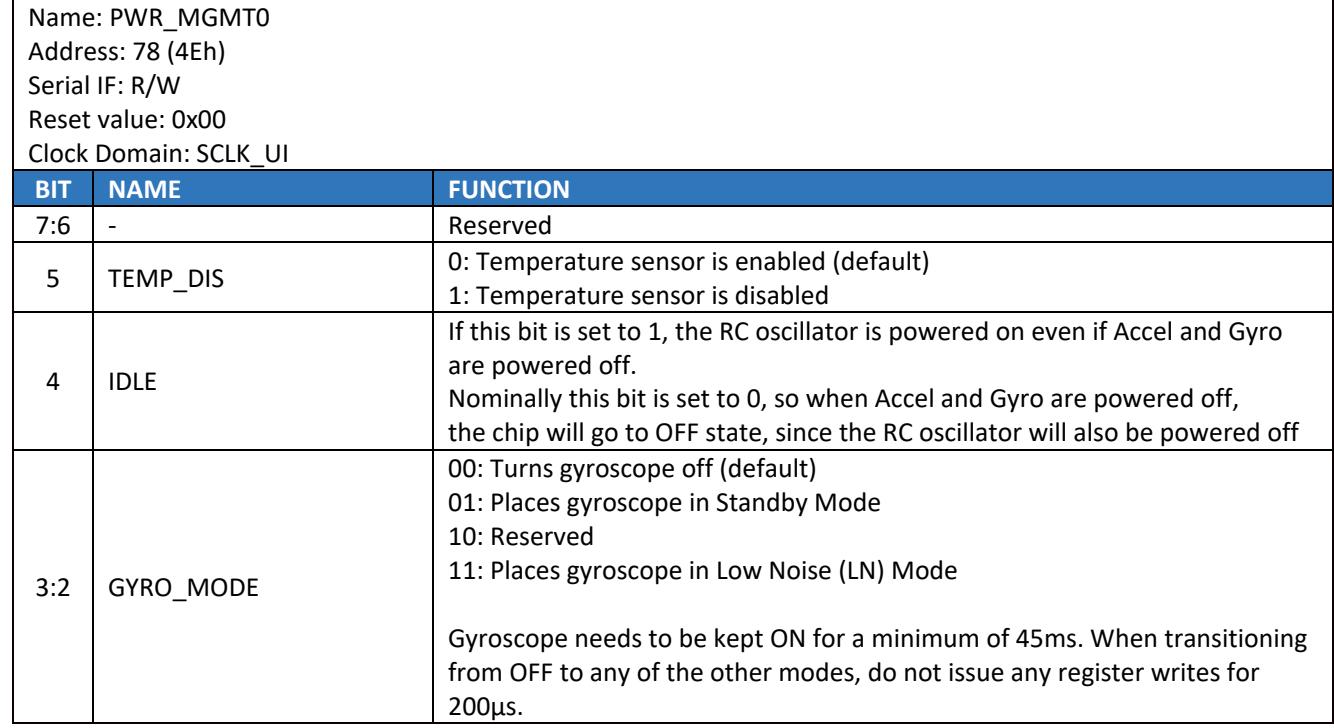 Name: PWR_MGMT0
Address: 78 (4Eh)
Serial IF: R/W
Reset value: 0x00
Clock Domain: SCLK_UI
BIT NAME FUNCTION
7:6 - Reserved
5 TEMP_DIS
0: Temperature sensor is enabled (default)
1: Temperature sensor is disabled
4 IDLE
If this bit is set to 1, the RC oscillator is powered on even if Accel and Gyro
are powered off.
Nominally this bit is set to 0, so when Accel and Gyro are powered off,
the chip will go to OFF state, since the RC oscillator will also be powered off
3:2 GYRO_MODE
00: Turns gyroscope off (default)
01: Places gyroscope in Standby Mode
10: Reserved
11: Places gyroscope in Low Noise (LN) Mode
Gyroscope needs to be kept ON for a minimum of 45ms. When transitioning
from OFF to any of the other modes, do not issue any register writes for
200µs.